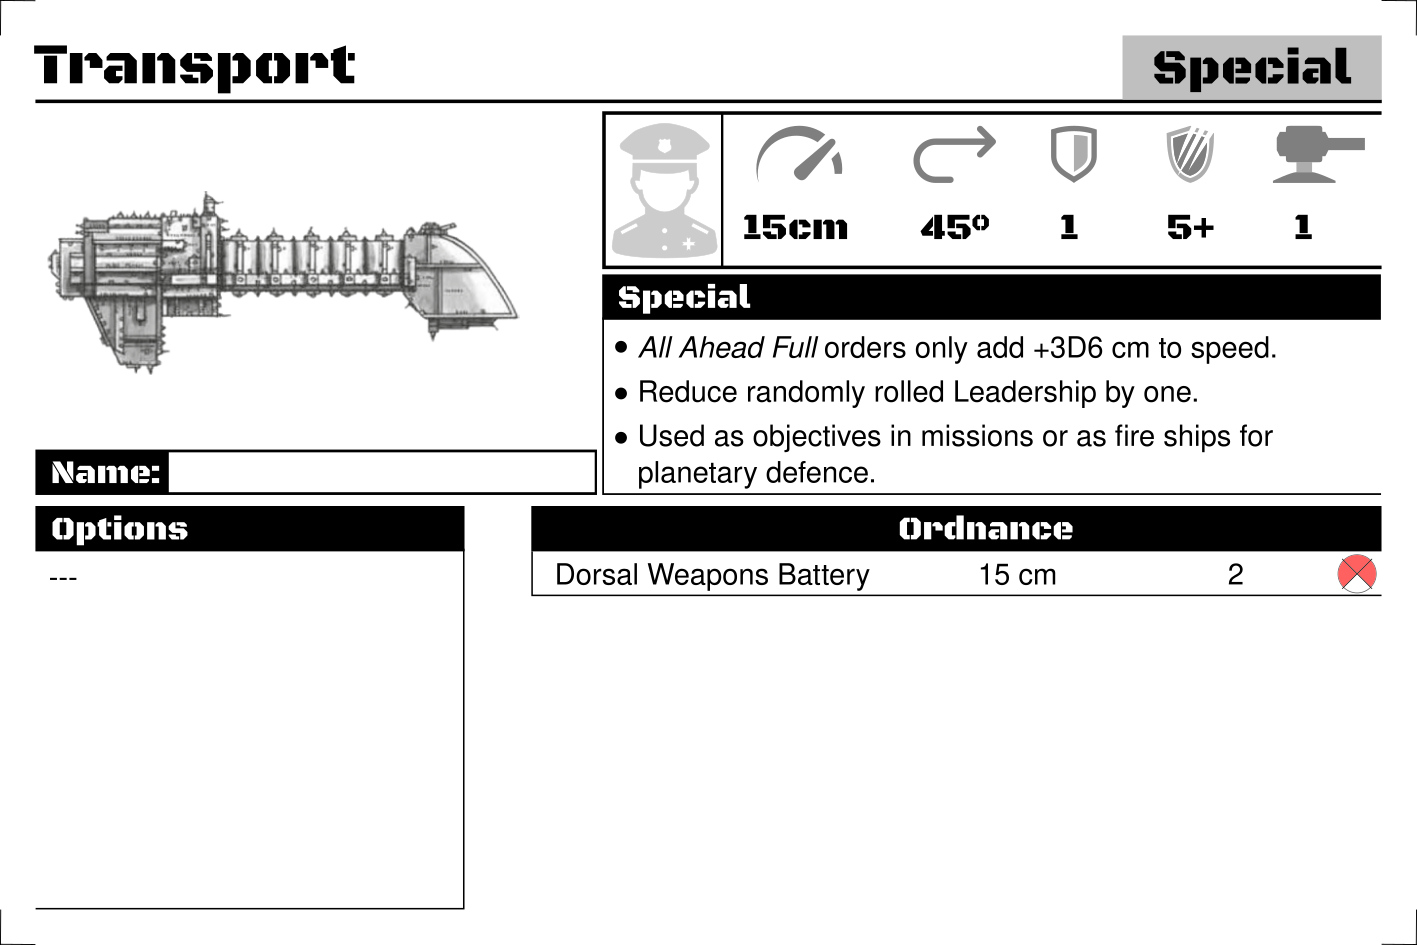 Transport
Special
15cm 45º 1 5+ 1
Special
• All Ahead Full orders only add +3D6 cm to speed.
• Reduce randomly rolled Leadership by one.
• Used as objectives in missions or as fire ships for
planetary defence.
Name:
Options
---
Ordnance
Dorsal Weapons Battery 15 cm 2